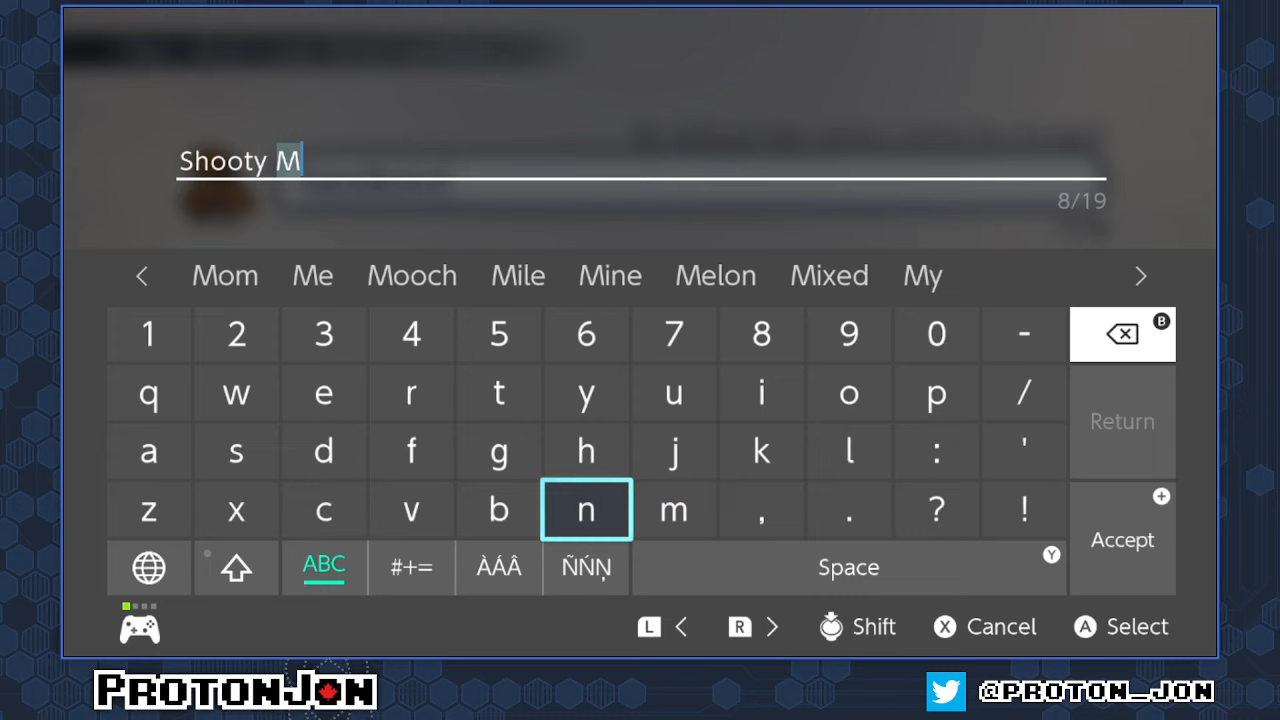 Shooty M
8/19
< Mom Me Mooch Mile Mine Melon Mixed My >
1 2 3 4 5 6 7 8 9 0 - B
q w e r t y u i o p / Return
a s d f g h j k l : '
z x c v b n m , . ? ! + Accept
ABC #+= ÀÁÂ ÑŃŅ Space Y
L < R > Shift X Cancel A Select
PROTONJON @PROTON_JON